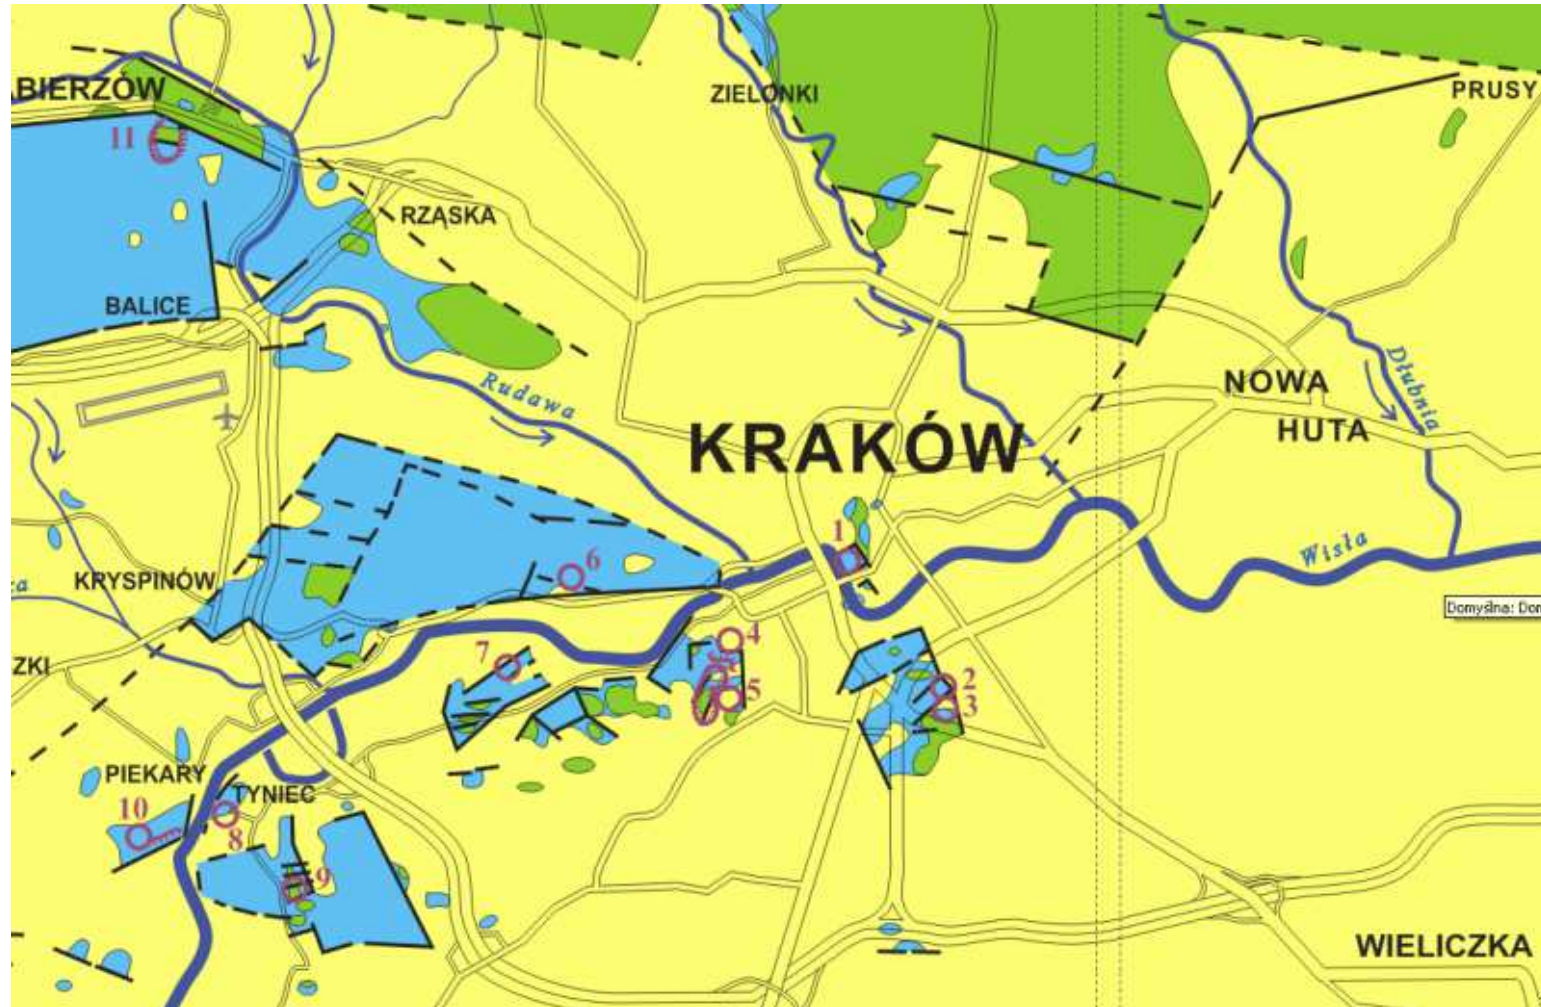 BIERZÓW
ZIELONKI
PRUSY
11
RZĄSKA
BALICE
Rudawa
NOWA
HUTA
Dłubnia
KRAKÓW
1
Wisła
KRYSPINÓW
6
Domyślna: Dor
ZKI
7
4
5
2
3
PIEKARY
TYNIEC
10
8
9
WIELICZKA